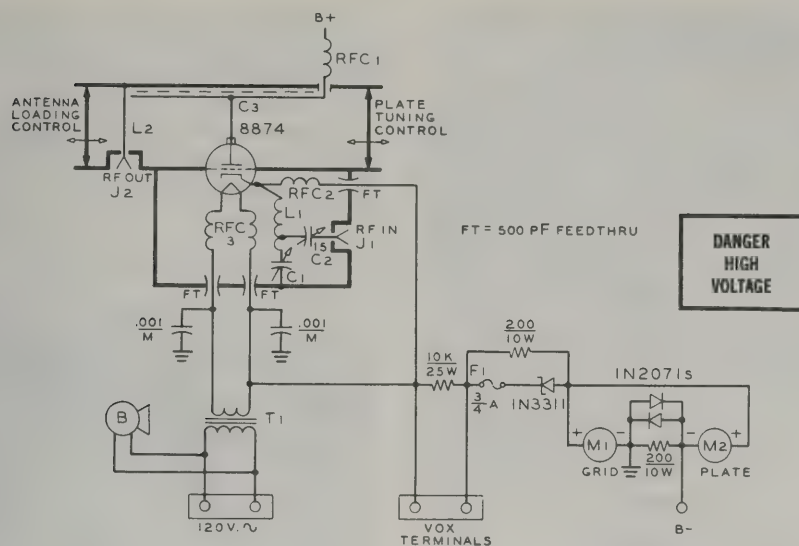 B+
RFC 1
ANTENNA
LOADING
CONTROL
C3
PLATE
TUNING
CONTROL
L2
8874
RF OUT
J2
RFC2
FT
RFC
3
L1
RF IN
J1
15
C2
C1
FT = 500 PF FEEDTHRU
DANGER
HIGH
VOLTAGE
FT
FT
.001
M
.001
M
200
10W
10K
25W
F1
3/4 A
1N3311
1N2071s
B
T1
+
M1
-
GRID
200
10W
-
M2
+
PLATE
120V.~
VOX
TERMINALS
B-